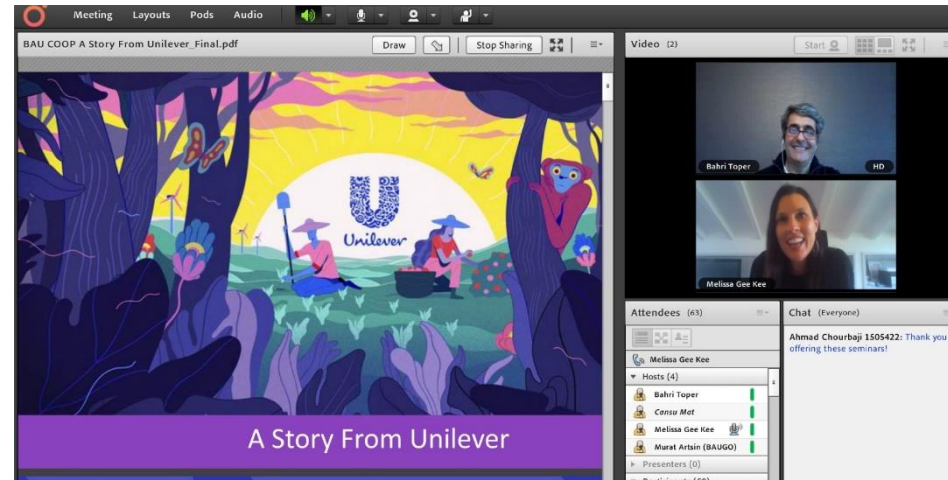 Meeting Layouts Pods Audio
BAU COOP A Story From Unilever_Final.pdf
Draw
Stop Sharing
Unilever
A Story From Unilever
Video (2)
Start
Bahri Toper
HD
Melissa Gee Kee
Attendees (63)
Melissa Gee Kee
Hosts (4)
Bahri Toper
Cansu Mat
Melissa Gee Kee
Murat Artsin (BAUGO)
Presenters (0)
Chat (Everyone)
Ahmad Chourbaji 1505422: Thank you
offering these seminars!